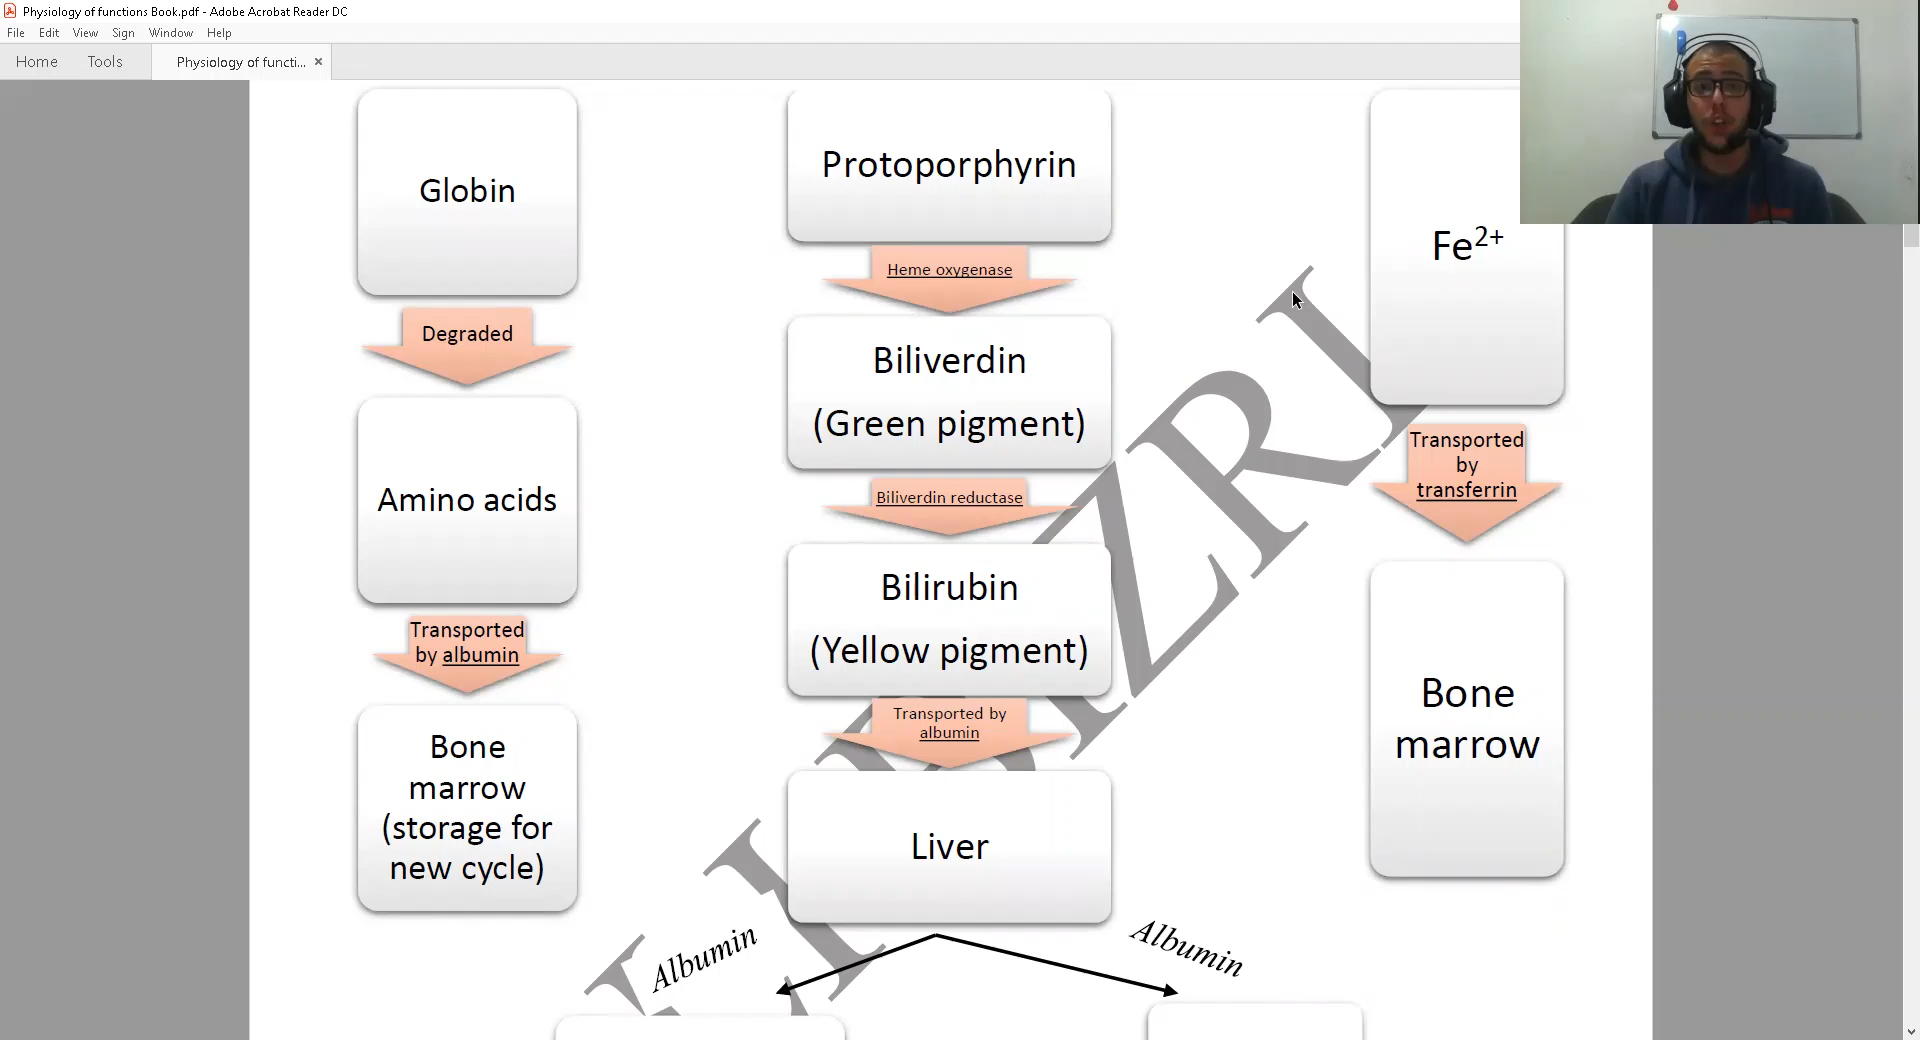 Physiology of functions Book.pdf - Adobe Acrobat Reader DC
File Edit View Sign Window Help
Home Tools Physiology of functi... ×
Globin
Degraded
Amino acids
Transported
by albumin
Bone
marrow
(storage for
new cycle)
Protoporphyrin
Heme oxygenase
Biliverdin
(Green pigment)
Biliverdin reductase
Bilirubin
(Yellow pigment)
Transported by
albumin
Liver
Albumin
Albumin
Fe²⁺
Transported
by
transferrin
Bone
marrow
ZRI